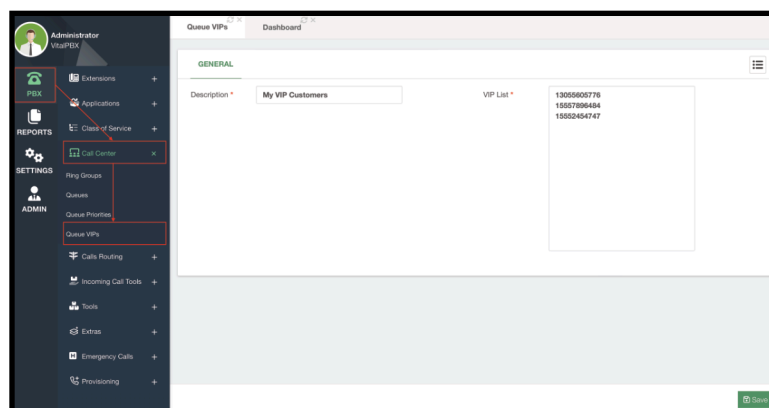 Administrator
VitalPBX
PBX
REPORTS
SETTINGS
ADMIN
Extensions +
Applications +
Class of Service +
Call Center ×
Ring Groups
Queues
Queue Priorities
Queue VIPs
Calls Routing +
Incoming Call Tools +
Tools +
Extras +
Emergency Calls +
Provisioning +
Queue VIPs
Dashboard
GENERAL
Description *
My VIP Customers
VIP List *
13055605776
15557896484
15552454747
Save